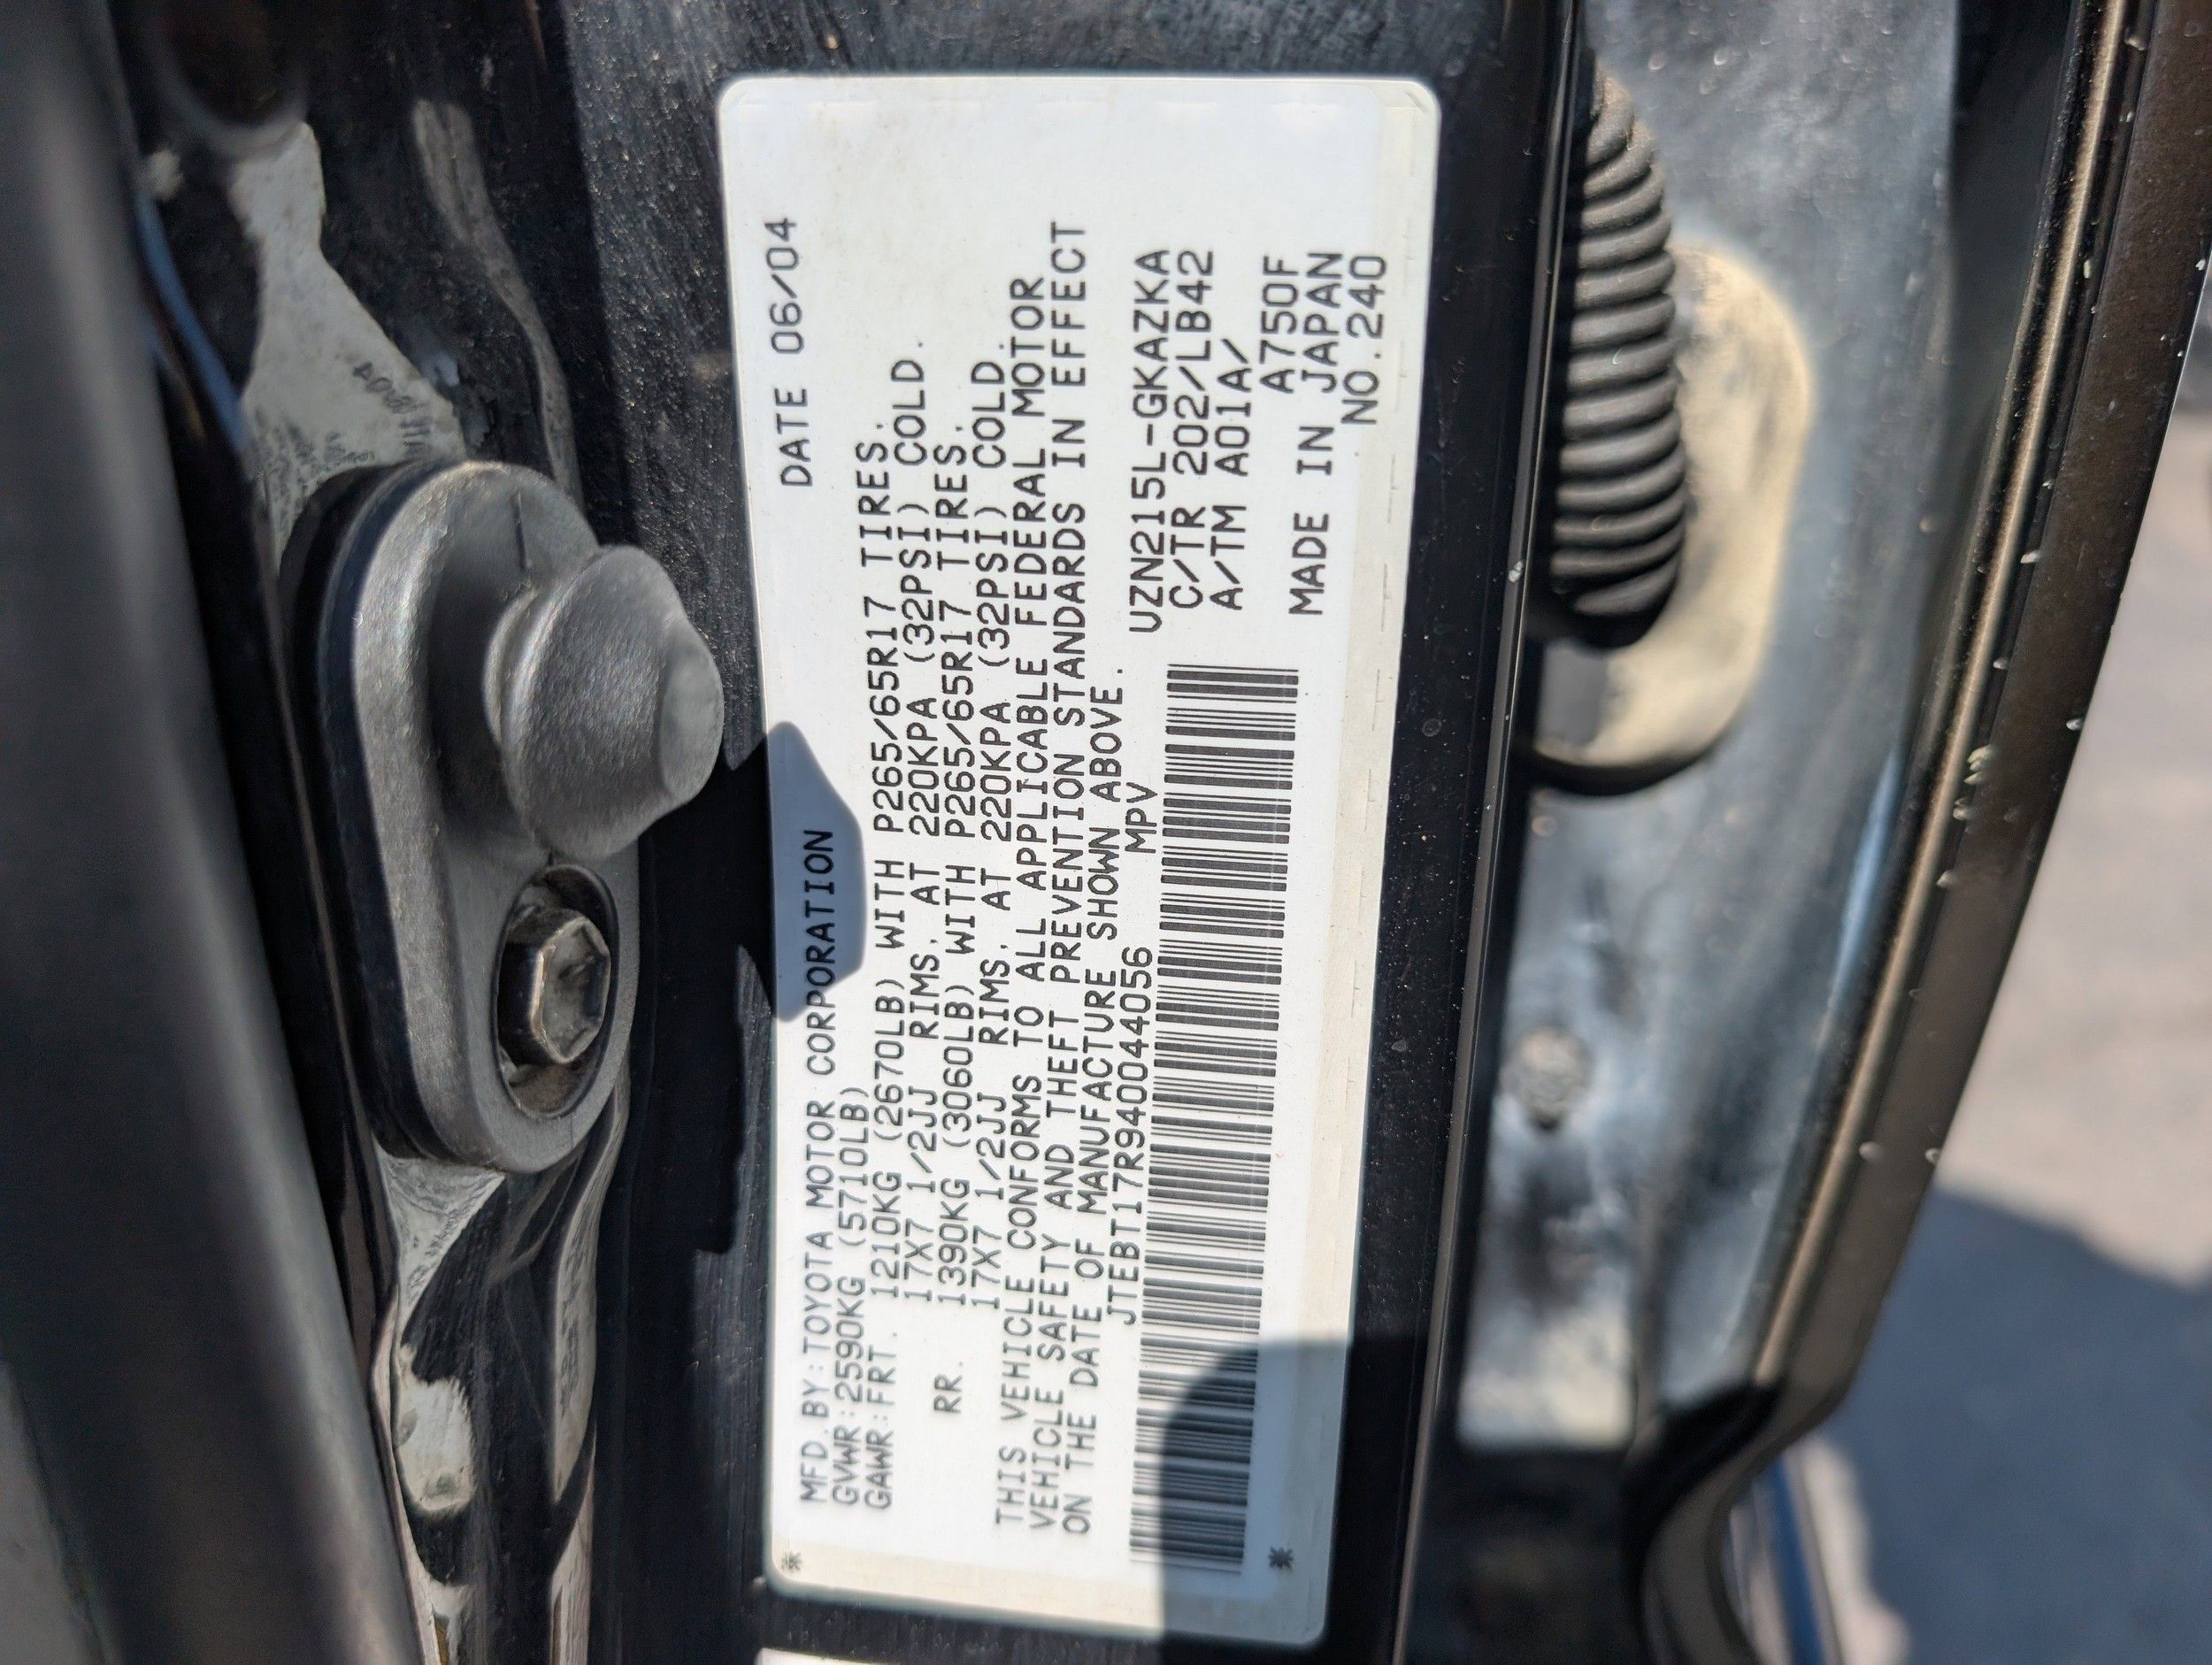 MFD.BY:TOYOTA MOTOR CORPORATION DATE 06/04
GVWR:2590KG (5710LB)
GAWR:FRT. 1210KG (2670LB) WITH P265/65R17 TIRES.
17X7 1/2JJ RIMS. AT 220KPA (32PSI) COLD.
RR. 1390KG (3060LB) WITH P265/65R17 TIRES.
17X7 1/2JJ RIMS. AT 220KPA (32PSI) COLD.
THIS VEHICLE CONFORMS TO ALL APPLICABLE FEDERAL MOTOR
VEHICLE SAFETY AND THEFT PREVENTION STANDARDS IN EFFECT
ON THE DATE OF MANUFACTURE SHOWN ABOVE.
JTEBT17R940044056 MPV
UZN215L-GKAZKA
C/TR 202/LB42
A/TM A01A/
A750F
MADE IN JAPAN
NO.240